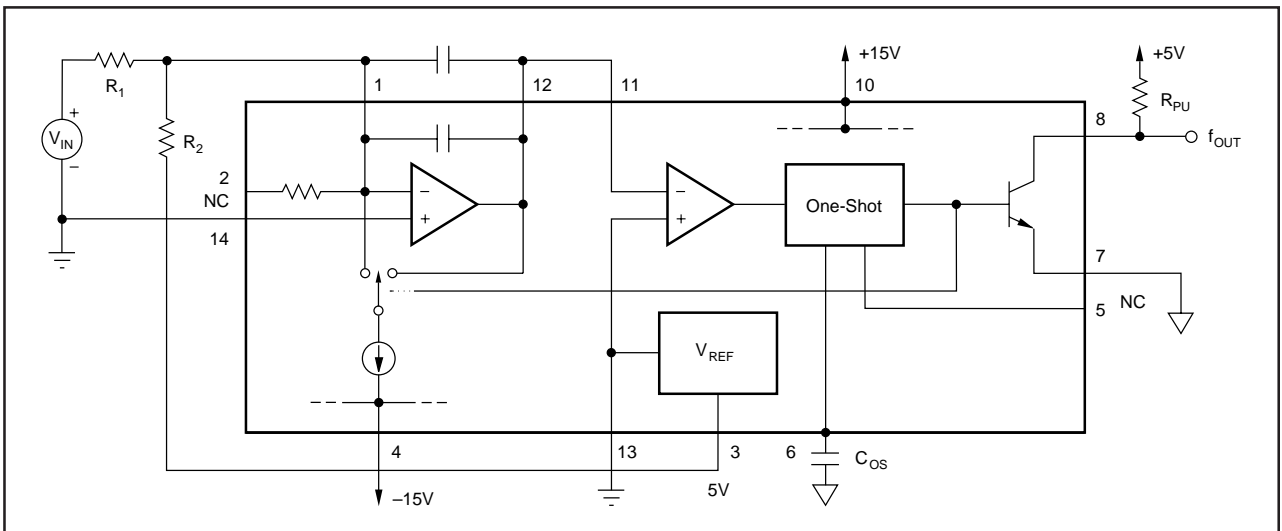 +15V
+5V
R1
1
12
11
10
RPU
8
fOUT
+
VIN
–
R2
2
NC
–
+
–
+
One-Shot
14
7
5
NC
VREF
4
13
3
6
COS
5V
–15V